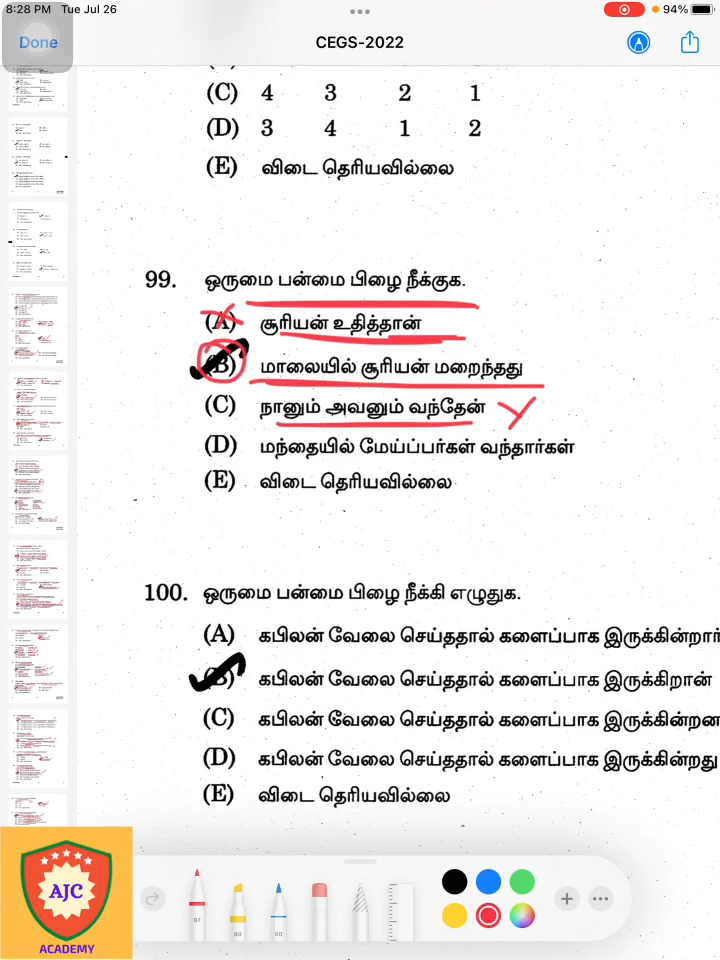 8:28 PM Tue Jul 26
94%
Done
CEGS-2022
(C) 4 3 2 1
(D) 3 4 1 2
(E) விடை தெரியவில்லை
99. ஒருமை பன்மை பிழை நீக்குக.
(A) சூரியன் உதித்தான்
(B) மாலையில் சூரியன் மறைந்தது
(C) நானும் அவனும் வந்தேன்
(D) மந்தையில் மேய்ப்பர்கள் வந்தார்கள்
(E) விடை தெரியவில்லை
100. ஒருமை பன்மை பிழை நீக்கி எழுதுக.
(A) கபிலன் வேலை செய்ததால் களைப்பாக இருக்கின்றார்
(B) கபிலன் வேலை செய்ததால் களைப்பாக இருக்கிறான்
(C) கபிலன் வேலை செய்ததால் களைப்பாக இருக்கின்றன
(D) கபிலன் வேலை செய்ததால் களைப்பாக இருக்கின்றது
(E) விடை தெரியவில்லை
AJC
ACADEMY
97
80
50